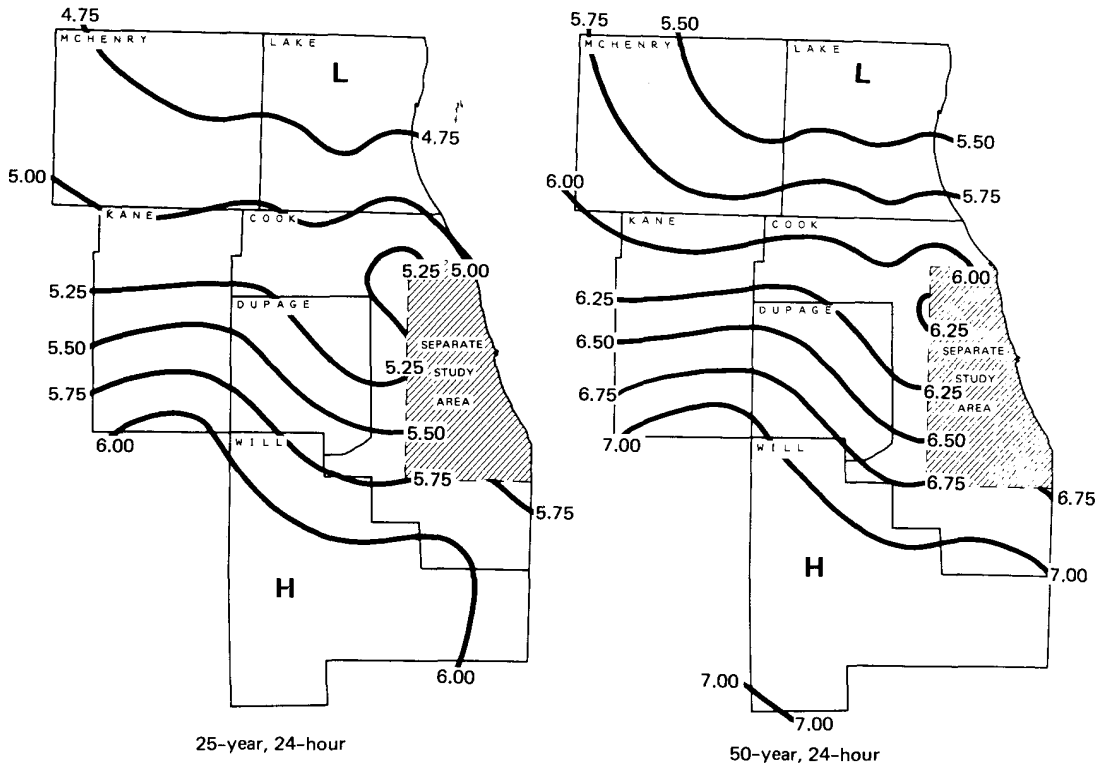 4.75
MCHENRY
LAKE
L
4.75
5.00
KANE
COOK
5.25
5.00
5.25
DUPAGE
5.50
SEPARATE
STUDY
AREA
5.25
5.75
5.50
6.00
WILL
5.75
5.75
H
6.00
25-year, 24-hour
5.75
5.50
MCHENRY
LAKE
L
5.50
5.75
6.00
KANE
COOK
6.00
6.25
DUPAGE
6.25
6.50
SEPARATE
STUDY
AREA
6.25
6.75
6.50
7.00
WILL
6.75
6.75
H
7.00
7.00
7.00
50-year, 24-hour